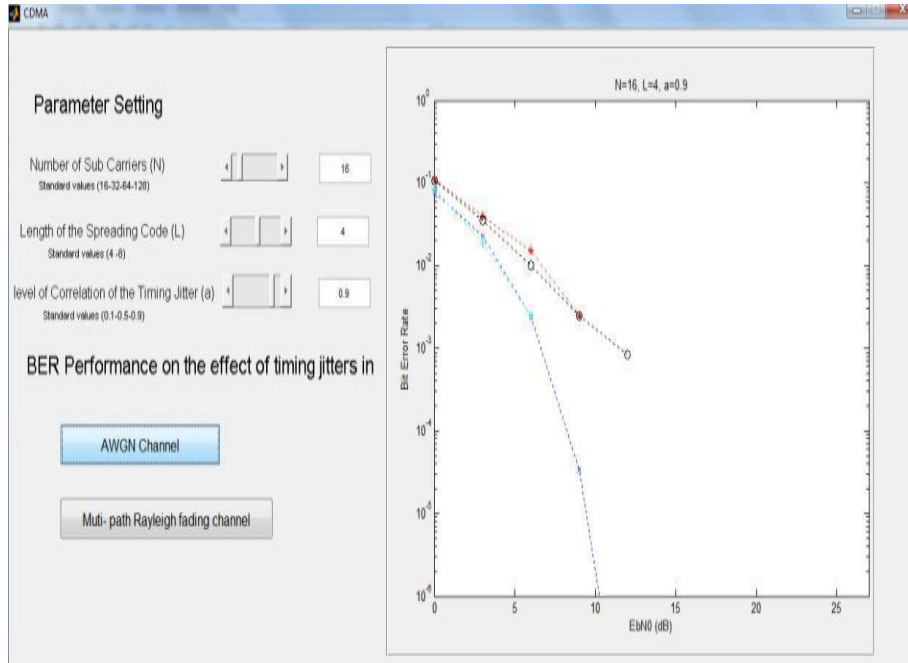 CDMA
Parameter Setting
Number of Sub Carriers (N)
16
Standard values (16-32-64-128)
Length of the Spreading Code (L)
4
Standard values (4 -8)
level of Correlation of the Timing Jitter (a)
0.9
Standard values (0.1-0.5-0.9)
BER Performance on the effect of timing jitters in
AWGN Channel
Muti- path Rayleigh fading channel
N=16, L=4, a=0.9
10^0
10^-1
10^-2
10^-3
10^-4
10^-5
10^-6
Bit Error Rate
0 5 10 15 20 25
EbN0 (dB)